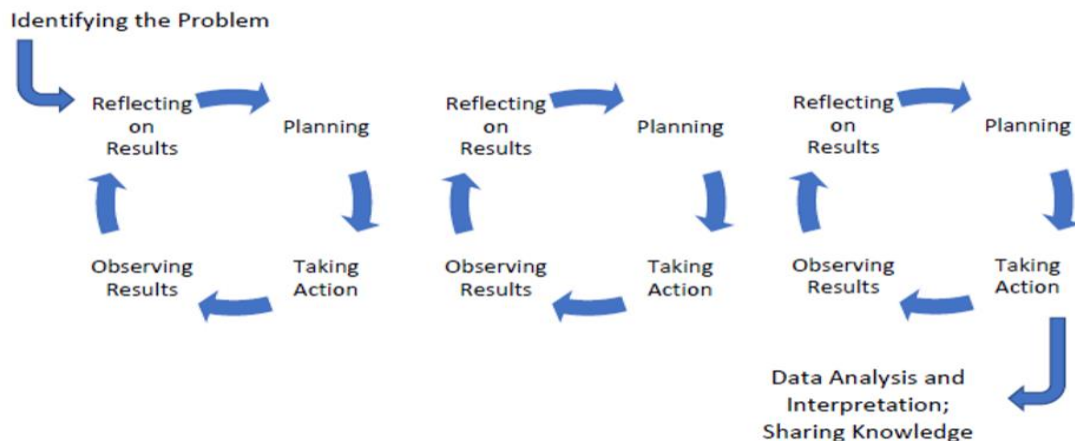 Identifying the Problem
Reflecting
on
Results
Planning
Taking
Action
Observing
Results
Reflecting
on
Results
Planning
Taking
Action
Observing
Results
Reflecting
on
Results
Planning
Taking
Action
Observing
Results
Data Analysis and
Interpretation;
Sharing Knowledge